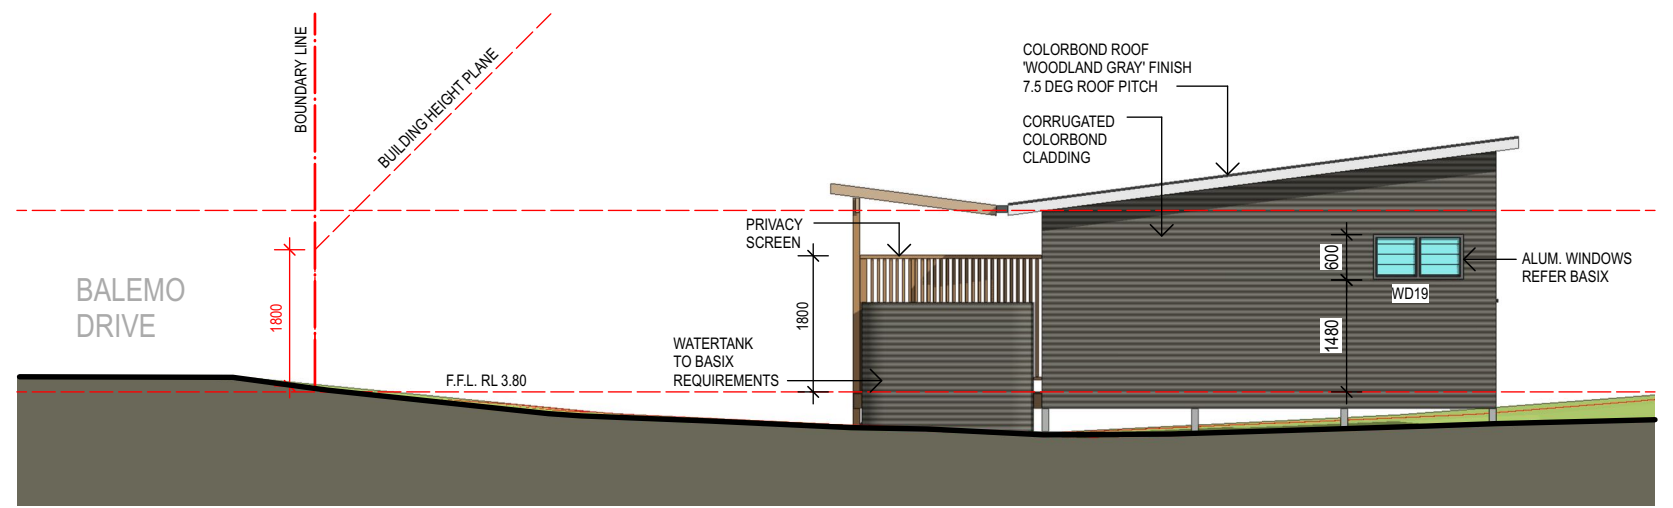 BOUNDARY LINE
BUILDING HEIGHT PLANE
COLORBOND ROOF
'WOODLAND GRAY' FINISH
7.5 DEG ROOF PITCH
CORRUGATED
COLORBOND
CLADDING
PRIVACY
SCREEN
600
ALUM. WINDOWS
REFER BASIX
WD19
BALEMO
DRIVE
1800
1800
1480
WATERTANK
TO BASIX
REQUIREMENTS
F.F.L. RL 3.80